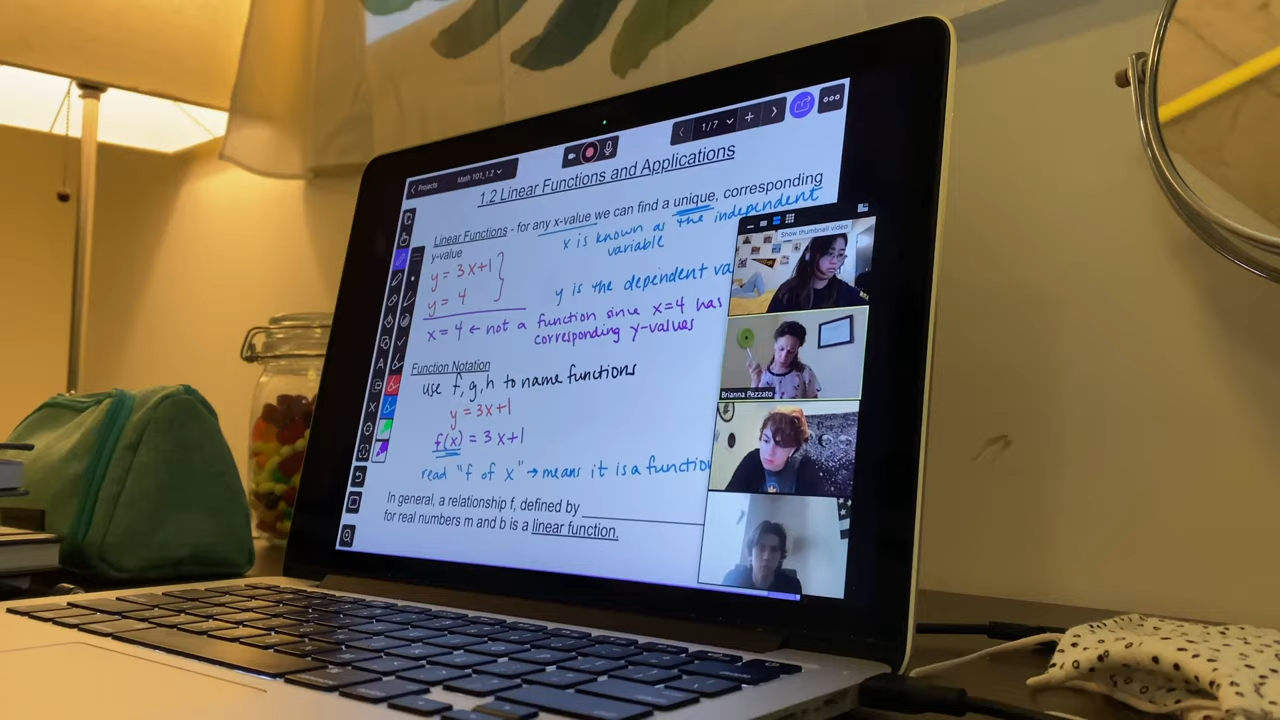 Projects
Math 101_1.2
1/7
1.2 Linear Functions and Applications
Linear Functions - for any x-value we can find a unique, corresponding
y-value
x is known as the independent
variable
y = 3x+1
y = 4
y is the dependent va
x = 4 ← not a function since x=4 has
corresponding y-values
Function Notation
use f, g, h to name functions
y = 3x+1
f(x) = 3x+1
read "f of x" → means it is a functio
In general, a relationship f, defined by ____________
for real numbers m and b is a linear function.
Show thumbnail video
Brianna Pezzato